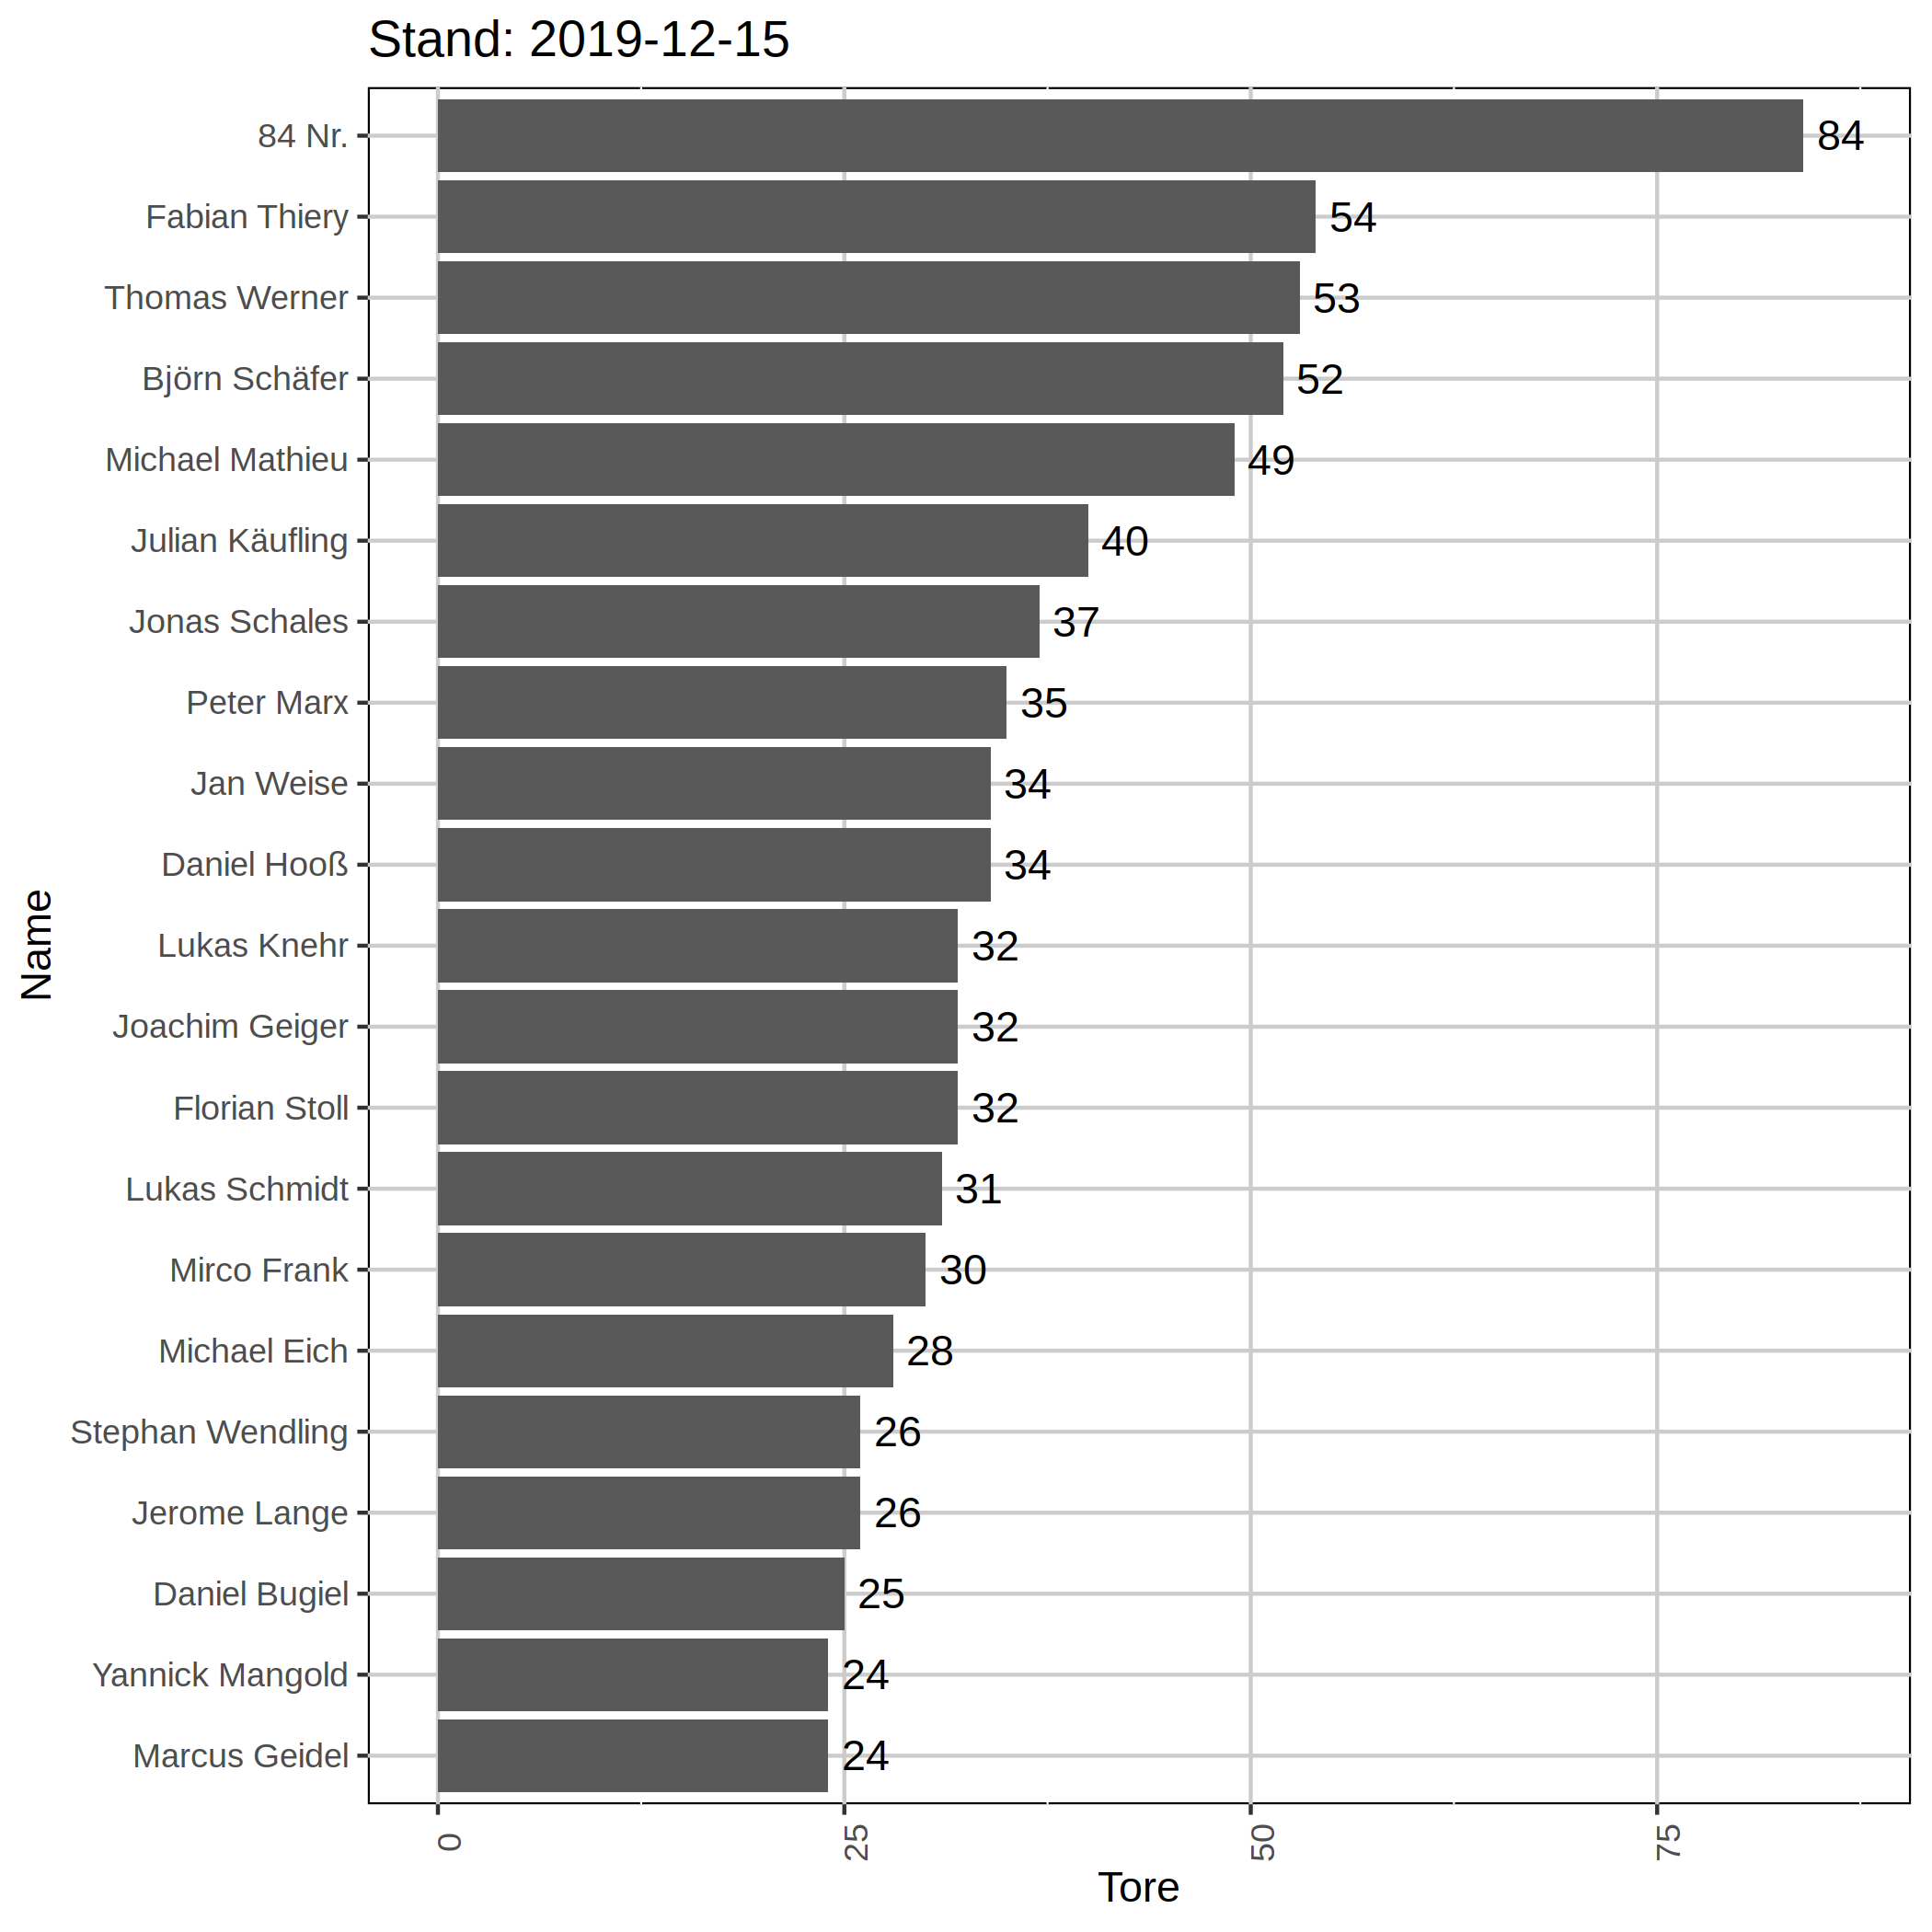 Stand: 2019-12-15
84 Nr. 84
Fabian Thiery 54
Thomas Werner 53
Björn Schäfer 52
Michael Mathieu 49
Julian Käufling 40
Jonas Schales 37
Peter Marx 35
Jan Weise 34
Daniel Hooß 34
Lukas Knehr 32
Joachim Geiger 32
Florian Stoll 32
Lukas Schmidt 31
Mirco Frank 30
Michael Eich 28
Stephan Wendling 26
Jerome Lange 26
Daniel Bugiel 25
Yannick Mangold 24
Marcus Geidel 24
Name
0 25 50 75
Tore